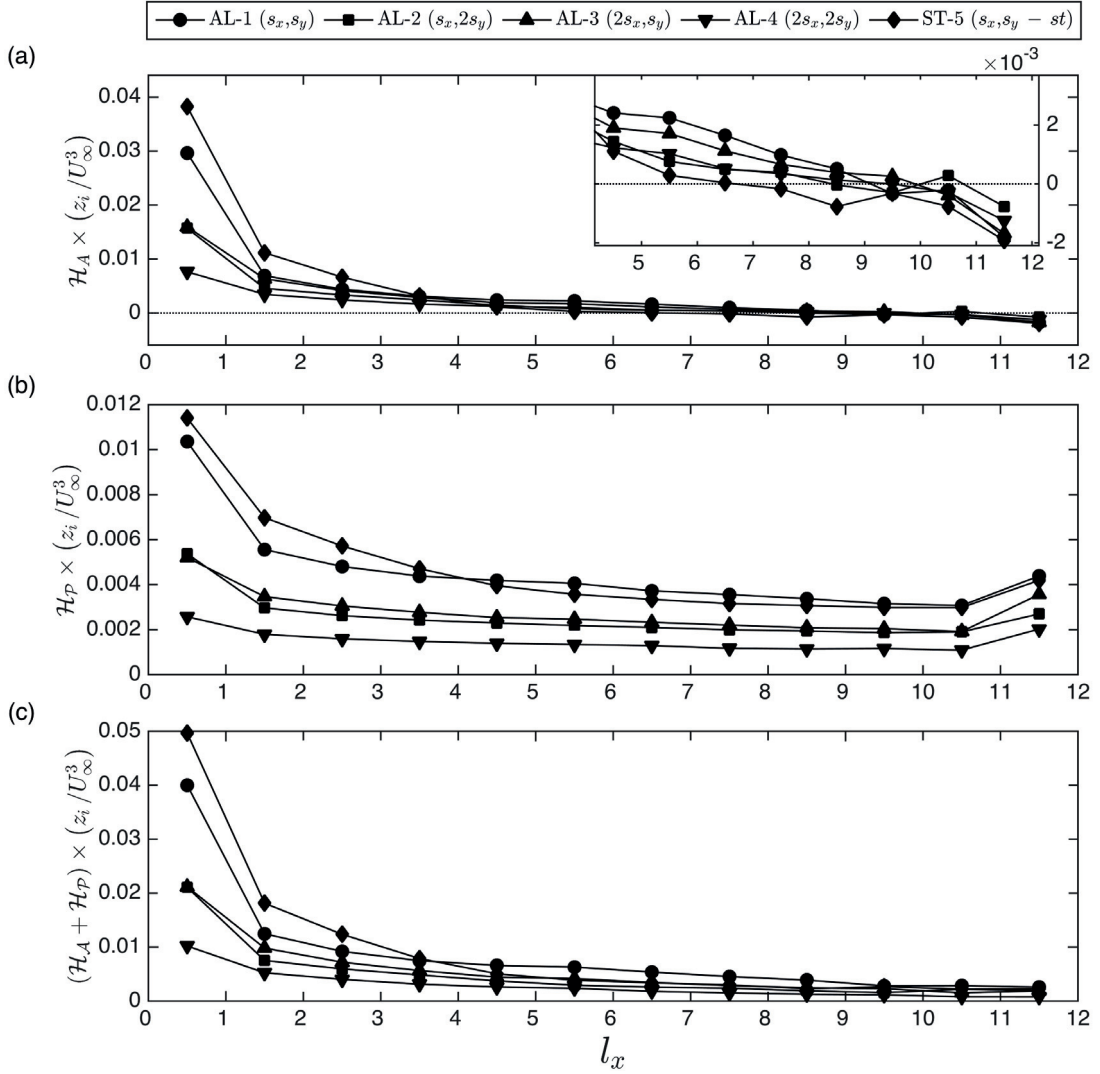 AL-1 (s_x,s_y) AL-2 (s_x,2s_y) AL-3 (2s_x,s_y) AL-4 (2s_x,2s_y) ST-5 (s_x,s_y − st)
(a)
×10⁻³
0.04
0.03
0.02
0.01
0
2
0
-2
5 6 7 8 9 10 11 12
ℋ_A × (z_i/U_∞^3)
0 1 2 3 4 5 6 7 8 9 10 11 12
(b)
0.012
0.01
0.008
0.006
0.004
0.002
0
ℋ_𝒫 × (z_i/U_∞^3)
0 1 2 3 4 5 6 7 8 9 10 11 12
(c)
0.05
0.04
0.03
0.02
0.01
0
(ℋ_A + ℋ_𝒫) × (z_i/U_∞^3)
0 1 2 3 4 5 6 7 8 9 10 11 12
l_x